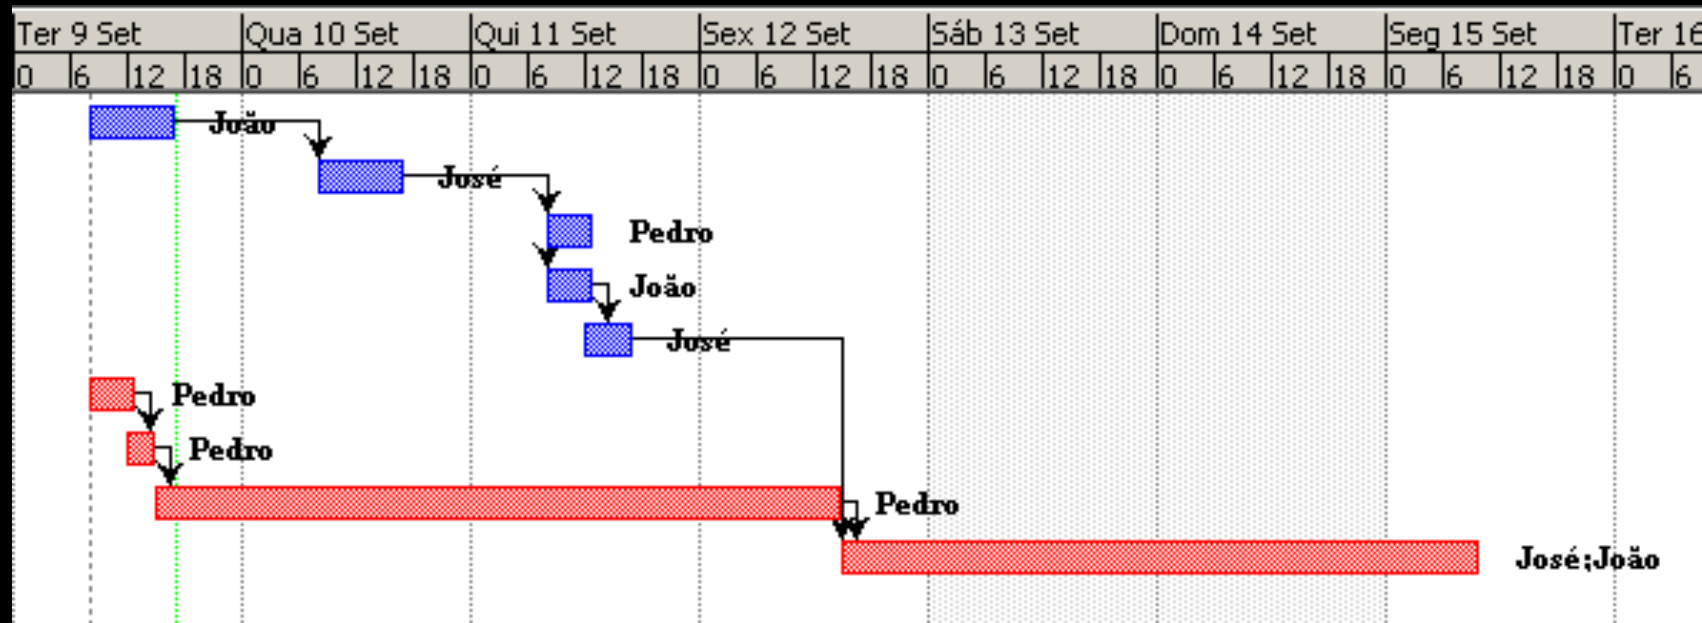 Ter 9 Set Qua 10 Set Qui 11 Set Sex 12 Set Sáb 13 Set Dom 14 Set Seg 15 Set Ter 16
0 6 12 18 0 6 12 18 0 6 12 18 0 6 12 18 0 6 12 18 0 6 12 18 0 6 12 18 0 6
João
José
Pedro
João
José
Pedro
Pedro
Pedro
José;João